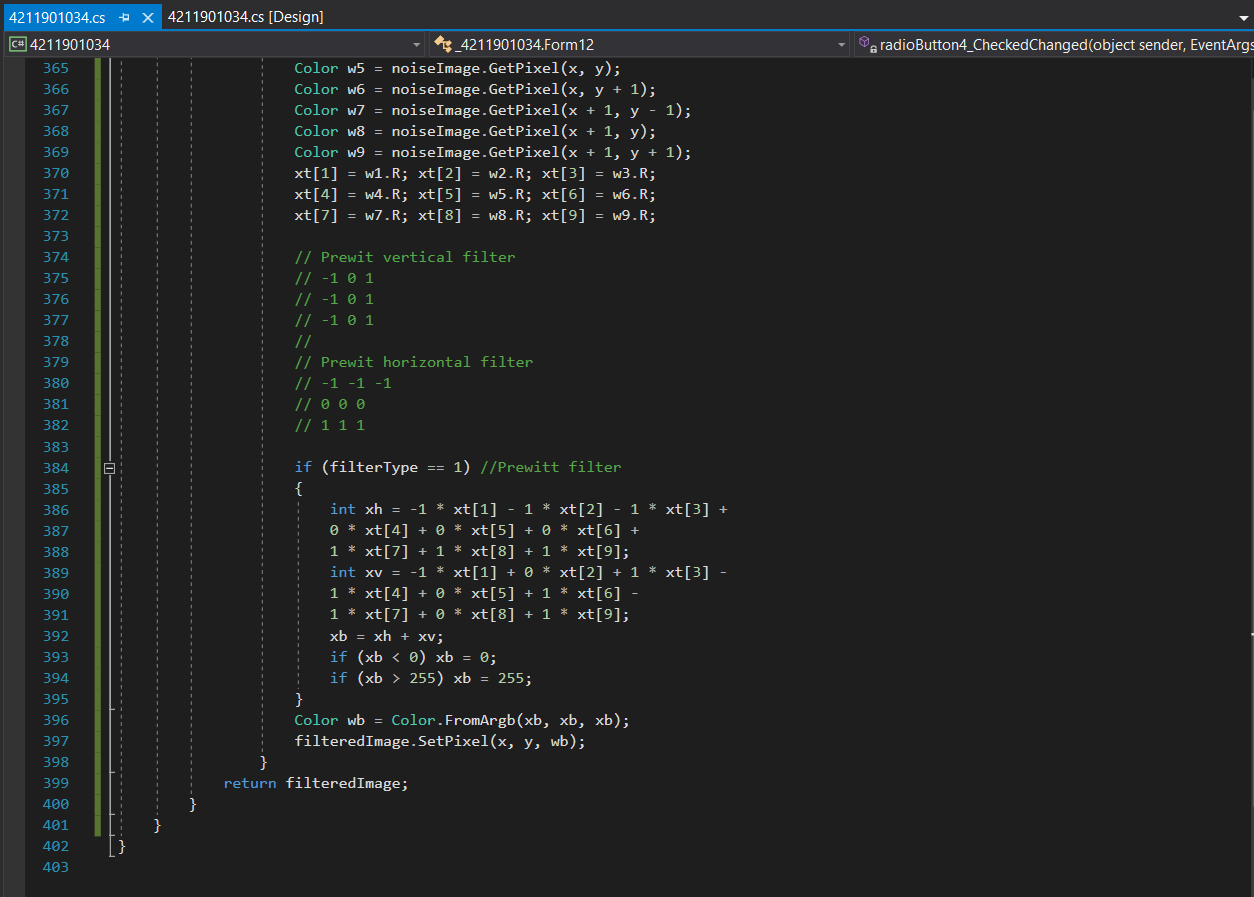 4211901034.cs 4211901034.cs [Design]
C# 4211901034 _4211901034.Form12 radioButton4_CheckedChanged(object sender, EventArgs
365 Color w5 = noiseImage.GetPixel(x, y);
366 Color w6 = noiseImage.GetPixel(x, y + 1);
367 Color w7 = noiseImage.GetPixel(x + 1, y - 1);
368 Color w8 = noiseImage.GetPixel(x + 1, y);
369 Color w9 = noiseImage.GetPixel(x + 1, y + 1);
370 xt[1] = w1.R; xt[2] = w2.R; xt[3] = w3.R;
371 xt[4] = w4.R; xt[5] = w5.R; xt[6] = w6.R;
372 xt[7] = w7.R; xt[8] = w8.R; xt[9] = w9.R;
373
374 // Prewit vertical filter
375 // -1 0 1
376 // -1 0 1
377 // -1 0 1
378 //
379 // Prewit horizontal filter
380 // -1 -1 -1
381 // 0 0 0
382 // 1 1 1
383
384 if (filterType == 1) //Prewitt filter
385 {
386 int xh = -1 * xt[1] - 1 * xt[2] - 1 * xt[3] +
387 0 * xt[4] + 0 * xt[5] + 0 * xt[6] +
388 1 * xt[7] + 1 * xt[8] + 1 * xt[9];
389 int xv = -1 * xt[1] + 0 * xt[2] + 1 * xt[3] -
390 1 * xt[4] + 0 * xt[5] + 1 * xt[6] -
391 1 * xt[7] + 0 * xt[8] + 1 * xt[9];
392 xb = xh + xv;
393 if (xb < 0) xb = 0;
394 if (xb > 255) xb = 255;
395 }
396 Color wb = Color.FromArgb(xb, xb, xb);
397 filteredImage.SetPixel(x, y, wb);
398 }
399 return filteredImage;
400 }
401 }
402 }
403